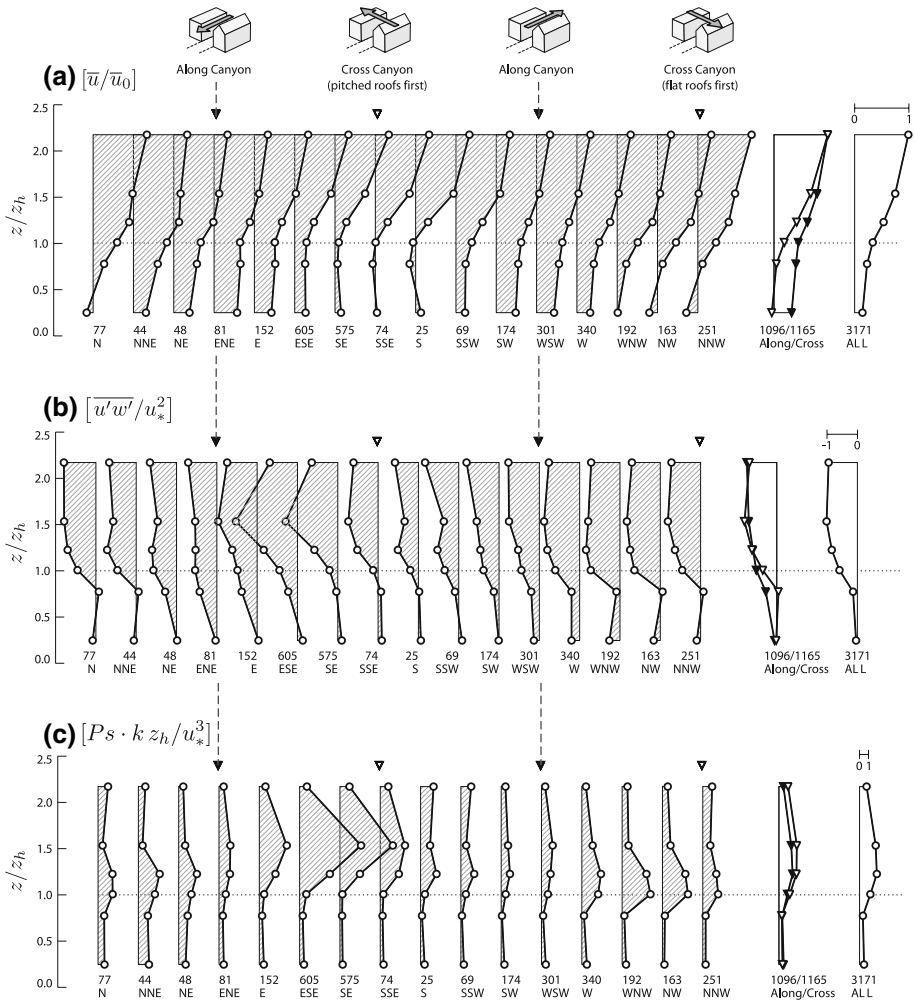 Along Canyon
Cross Canyon
(pitched roofs first)
Along Canyon
Cross Canyon
(flat roofs first)
(a) [u̅/u̅₀]
2.5
2.0
1.5
1.0
0.5
0.0
z/z_h
0 1
77 44 48 81 152 605 575 74 25 69 174 301 340 192 163 251 1096/1165 3171
N NNE NE ENE E ESE SE SSE S SSW SW WSW W WNW NW NNW Along/Cross ALL
(b) [u̅'̅w̅'̅/u²_*]
2.5
2.0
1.5
1.0
0.5
0.0
z/z_h
-1 0
77 44 48 81 152 605 575 74 25 69 174 301 340 192 163 251 1096/1165 3171
N NNE NE ENE E ESE SE SSE S SSW SW WSW W WNW NW NNW Along/Cross ALL
(c) [Ps · k z_h/u³_*]
2.5
2.0
1.5
1.0
0.5
0.0
z/z_h
0 1
77 44 48 81 152 605 575 74 25 69 174 301 340 192 163 251 1096/1165 3171
N NNE NE ENE E ESE SE SSE S SSW SW WSW W WNW NW NNW Along/Cross ALL